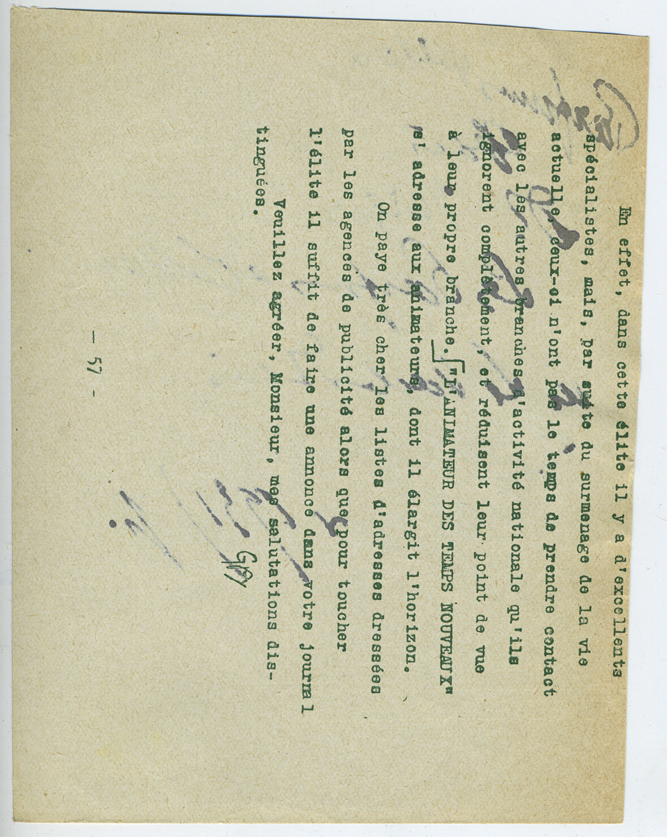 En effet, dans cette élite il y a d'excellents
spécialistes, mais, par suite du surmenage de la vie
actuelle, ceux-ci n'ont pas le temps de prendre contact
avec les autres branches d'activité nationale qu'ils
ignorent complètement, et réduisent leur point de vue
à leur propre branche. "L'ANIMATEUR DES TEMPS NOUVEAUX"
s'adresse aux animateurs, dont il élargit l'horizon.
On paye très cher les listes d'adresses dressées
par les agences de publicité alors que pour toucher
l'élite il suffit de faire une annonce dans votre journal
Veuillez agréer, Monsieur, mes salutations dis-
tinguées.
- 57 -